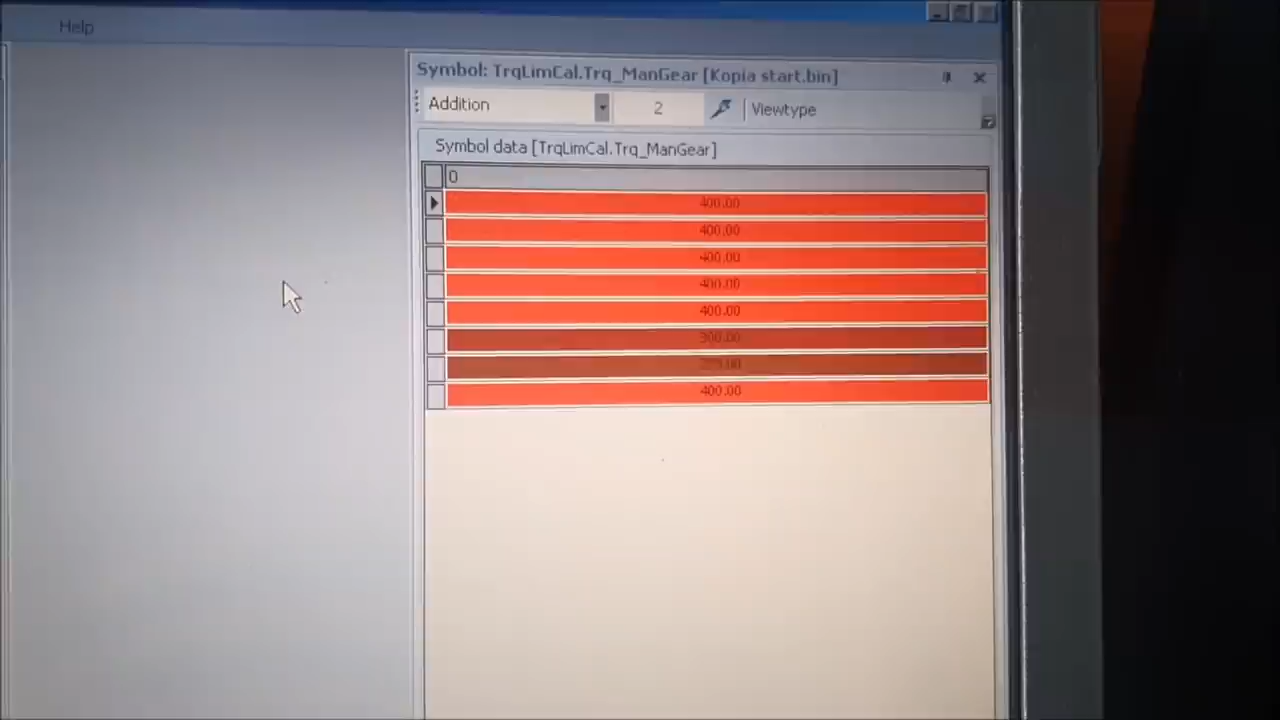 Help
Symbol: TrqLimCal.Trq_ManGear [Kopia start.bin]
Addition 2 Viewtype
Symbol data [TrqLimCal.Trq_ManGear]
0
400.00
400.00
400.00
400.00
400.00
300.00
400.00